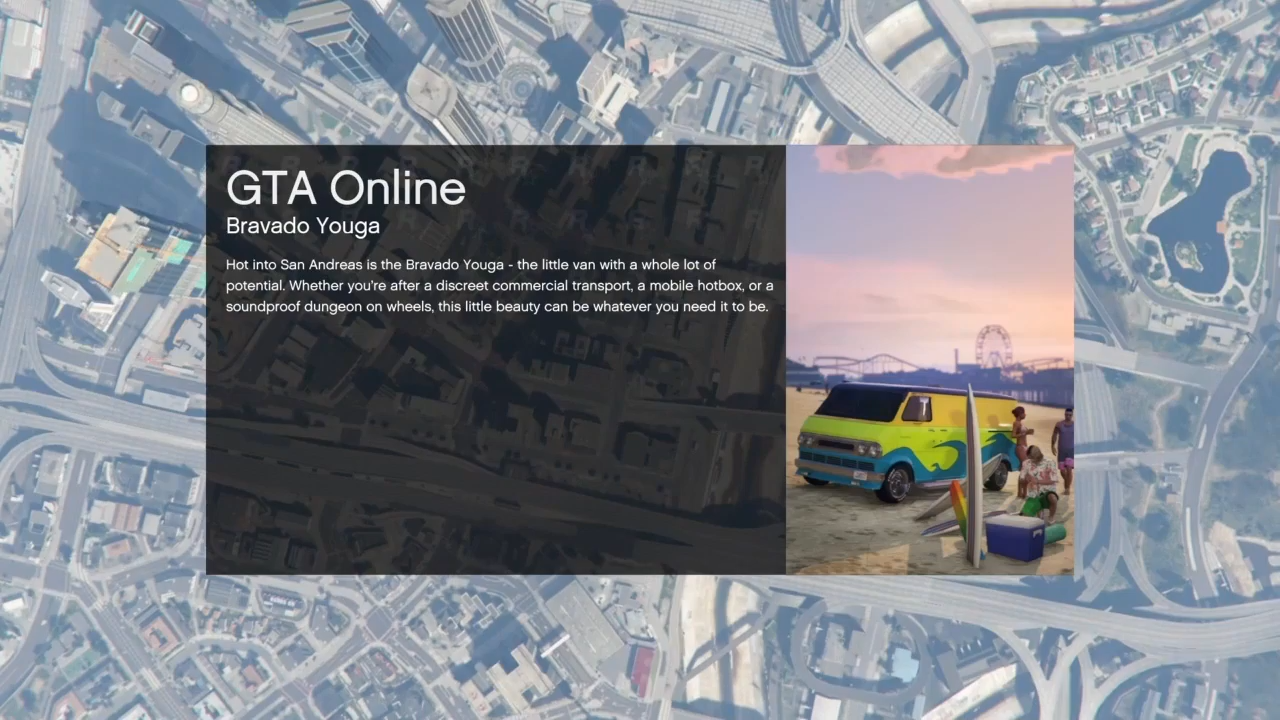 GTA Online
Bravado Youga
Hot into San Andreas is the Bravado Youga - the little van with a whole lot of
potential. Whether you're after a discreet commercial transport, a mobile hotbox, or a
soundproof dungeon on wheels, this little beauty can be whatever you need it to be.